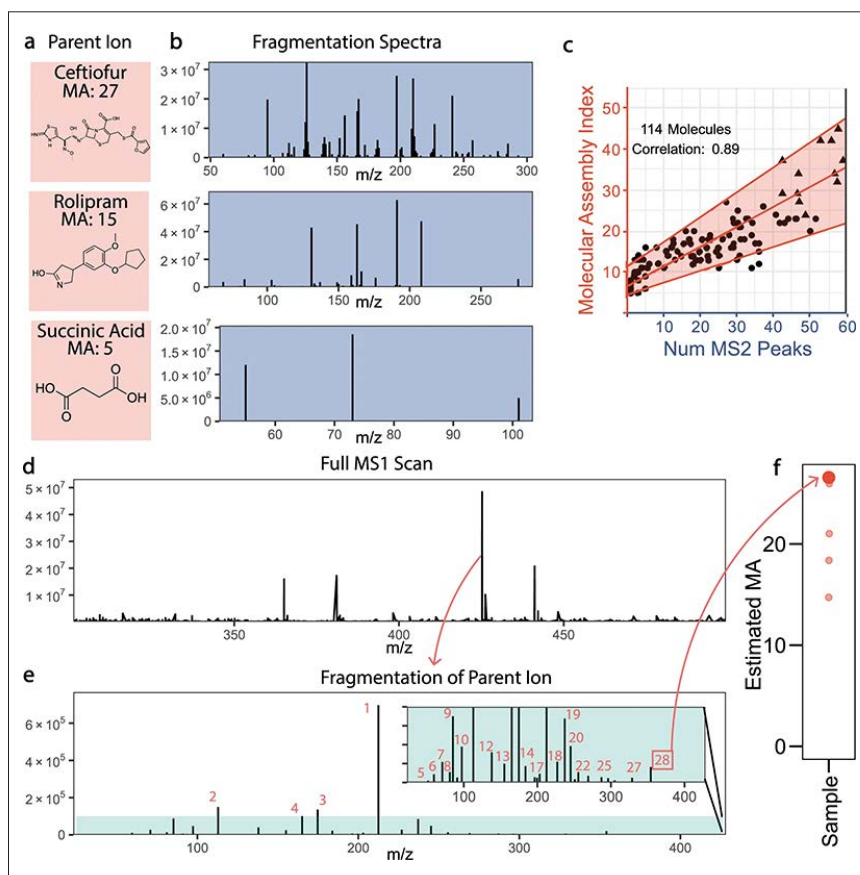 a Parent Ion
Ceftiofur
MA: 27
Rolipram
MA: 15
HO
O
N
O
Succinic Acid
MA: 5
O
HO
OH
O
b Fragmentation Spectra
3 × 10⁷
2 × 10⁷
1 × 10⁷
0
50 100 150 200 250 300
m/z
6 × 10⁷
4 × 10⁷
2 × 10⁷
0
100 150 200 250
m/z
2.0 × 10⁷
1.5 × 10⁷
1.0 × 10⁷
5.0 × 10⁶
0
60 70 80 90 100
m/z
c
114 Molecules
Correlation: 0.89
Molecular Assembly Index
50
40
30
20
10
0 10 20 30 40 50 60
Num MS2 Peaks
d Full MS1 Scan
5 × 10⁷
4 × 10⁷
3 × 10⁷
2 × 10⁷
1 × 10⁷
350 400 450
m/z
e Fragmentation of Parent Ion
6 × 10⁵
4 × 10⁵
2 × 10⁵
0
1
2
3
4
100 200 300 400
m/z
5
6
7
8
9
10
12
13
14
17
18
19
20
22
25
27
28
100 200 300 400
f
Estimated MA
20
10
0
Sample